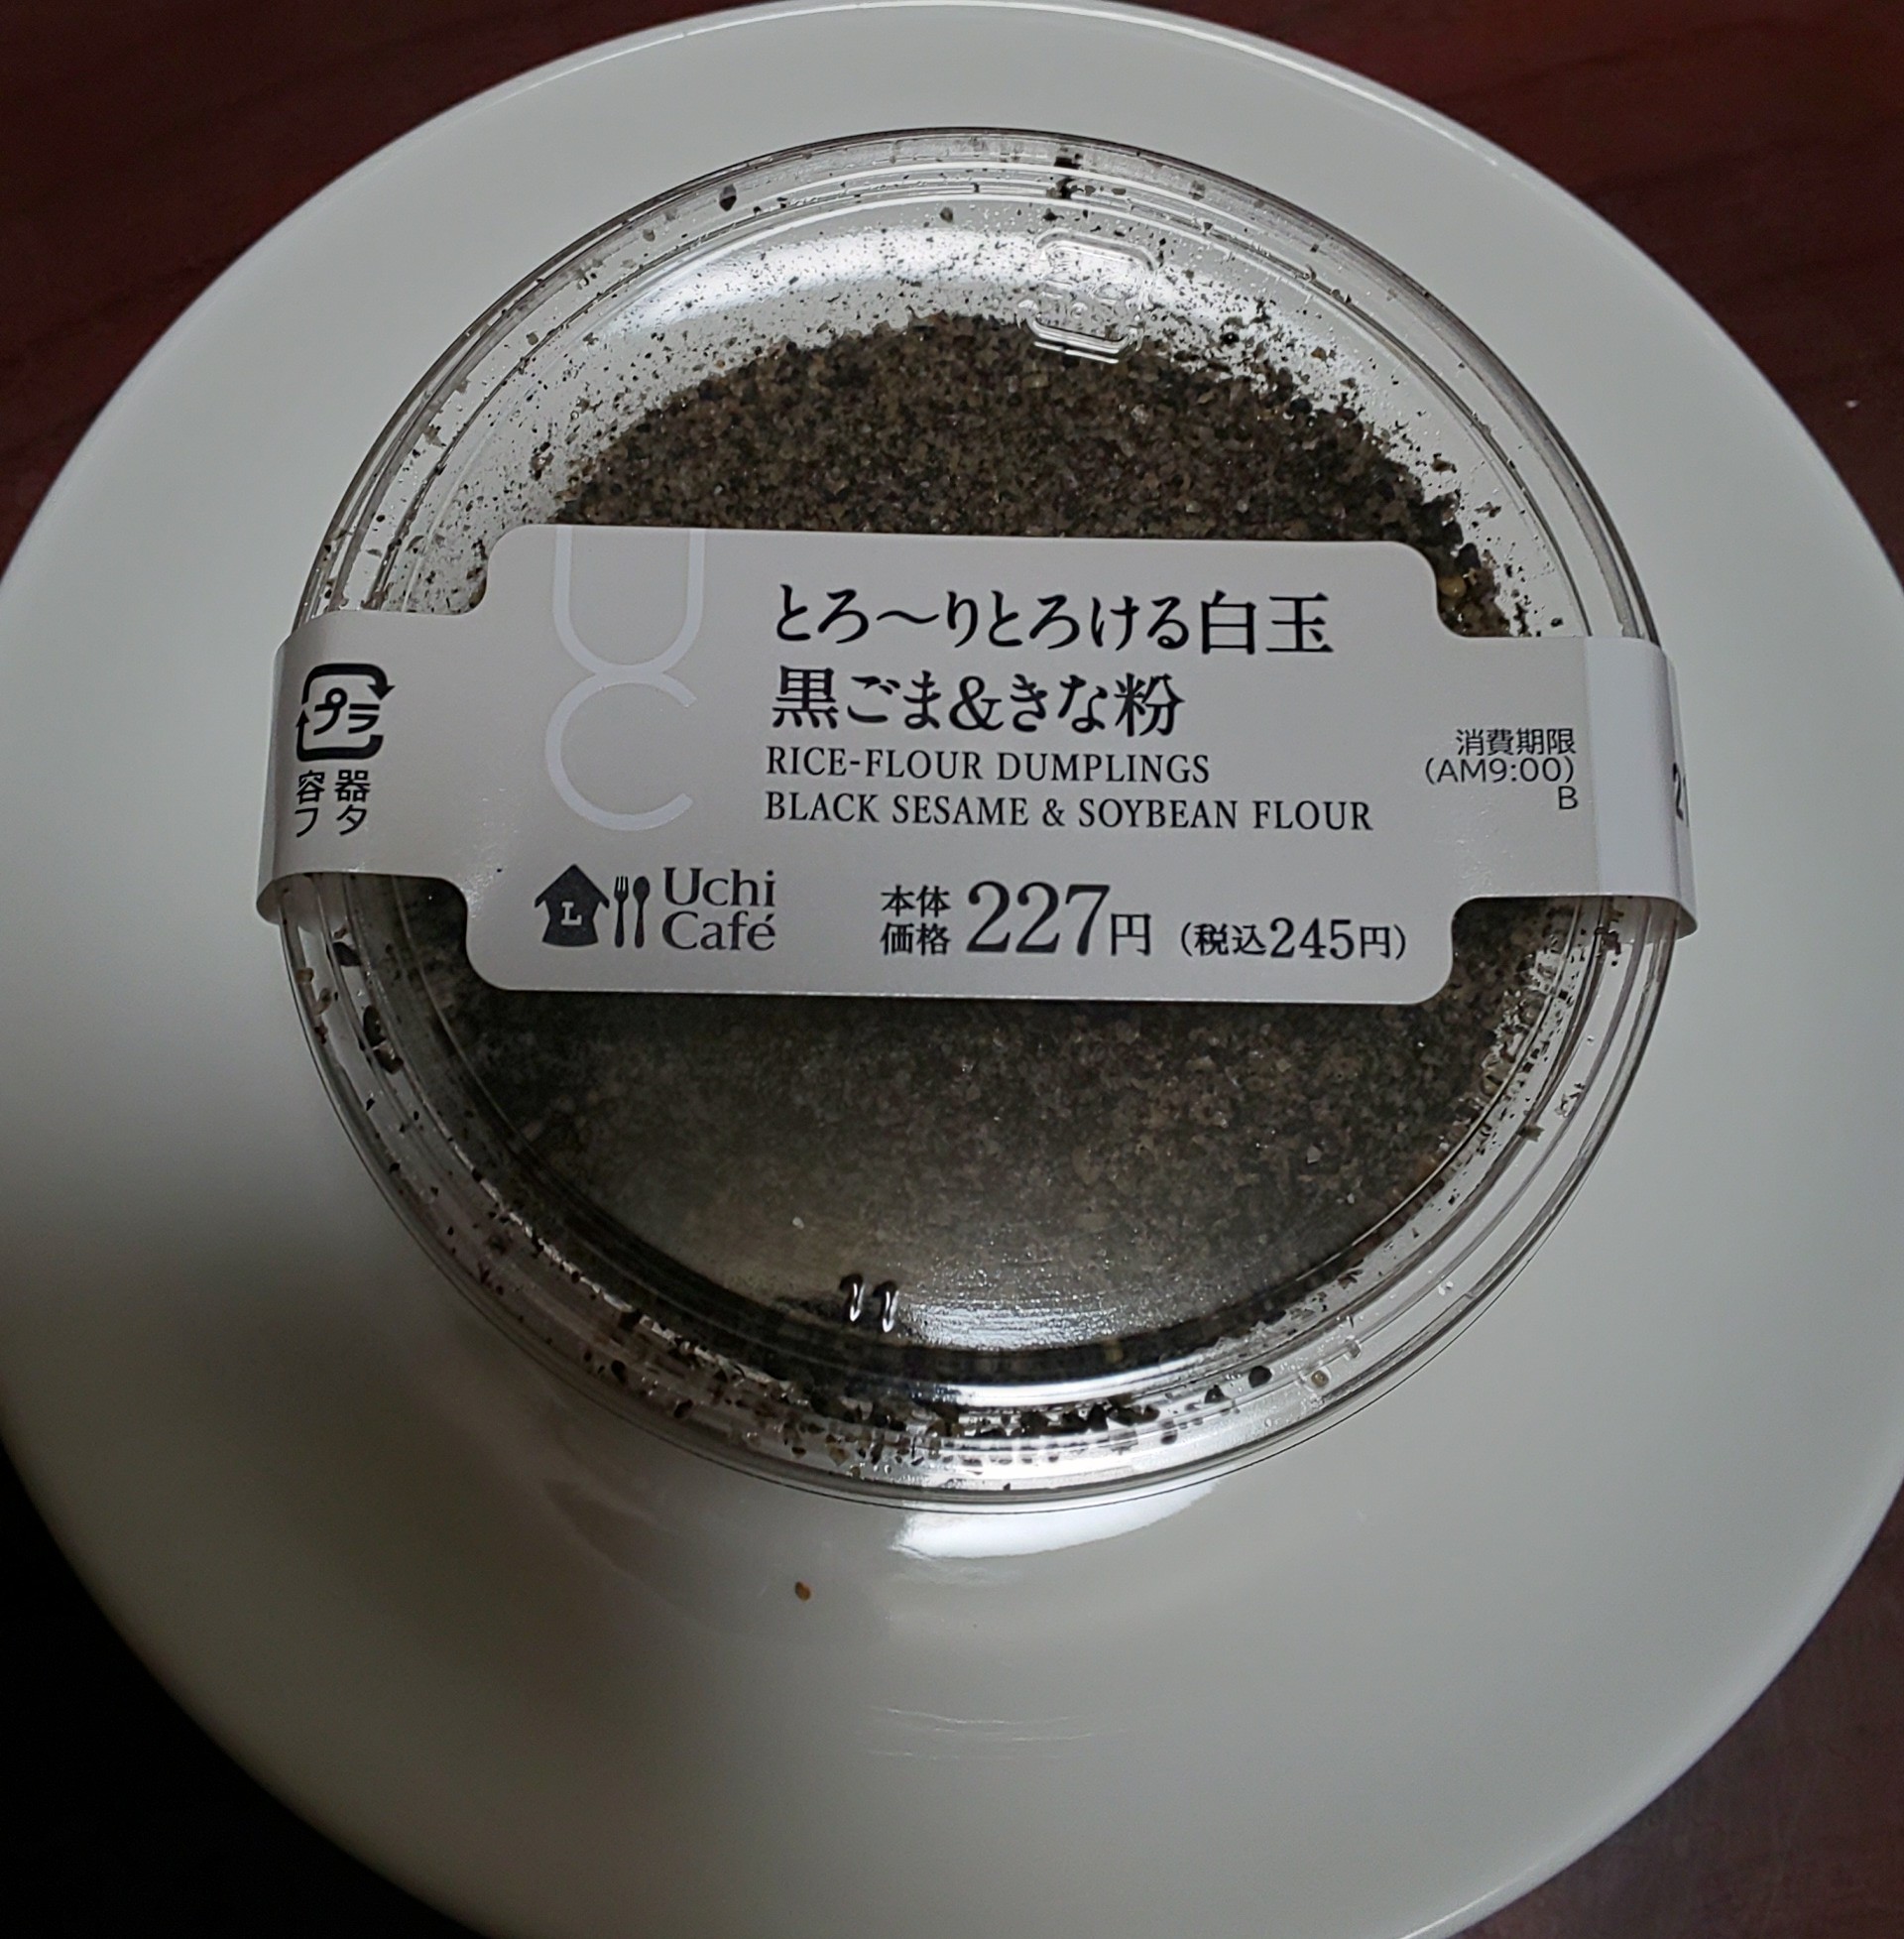 とろ〜りとろける白玉
黒ごま&きな粉
RICE-FLOUR DUMPLINGS
BLACK SESAME & SOYBEAN FLOUR
プラ
容器
フタ
消費期限
(AM9:00)
B
L
Uchi
Café
本体
価格 227円 (税込245円)
11